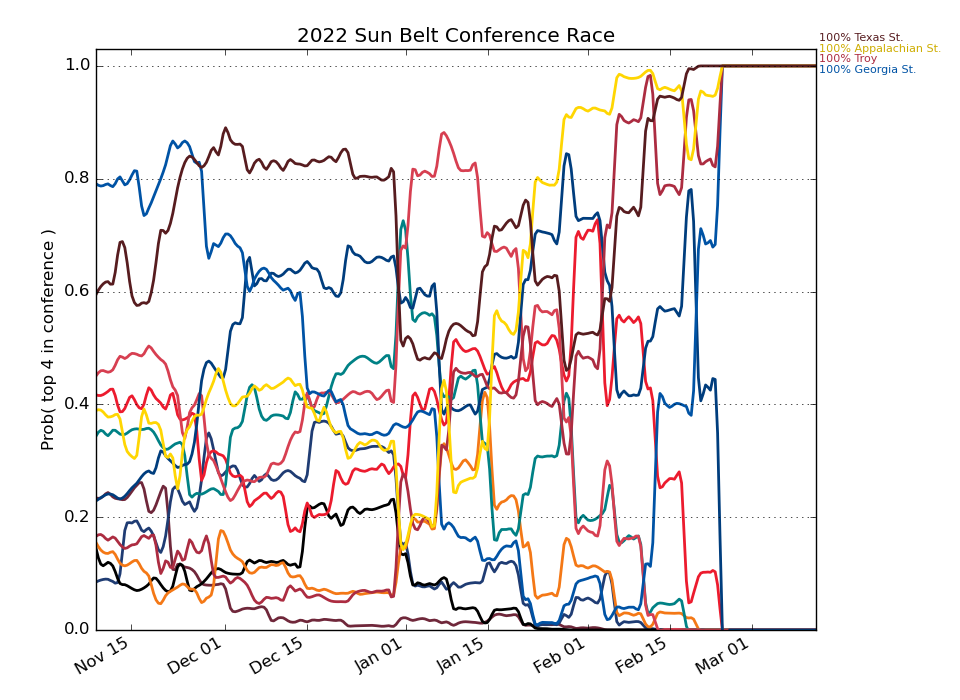 2022 Sun Belt Conference Race
100% Texas St.
100% Appalachian St.
100% Troy
100% Georgia St.
Prob( top 4 in conference )
1.0
0.8
0.6
0.4
0.2
0.0
Nov 15
Dec 01
Dec 15
Jan 01
Jan 15
Feb 01
Feb 15
Mar 01